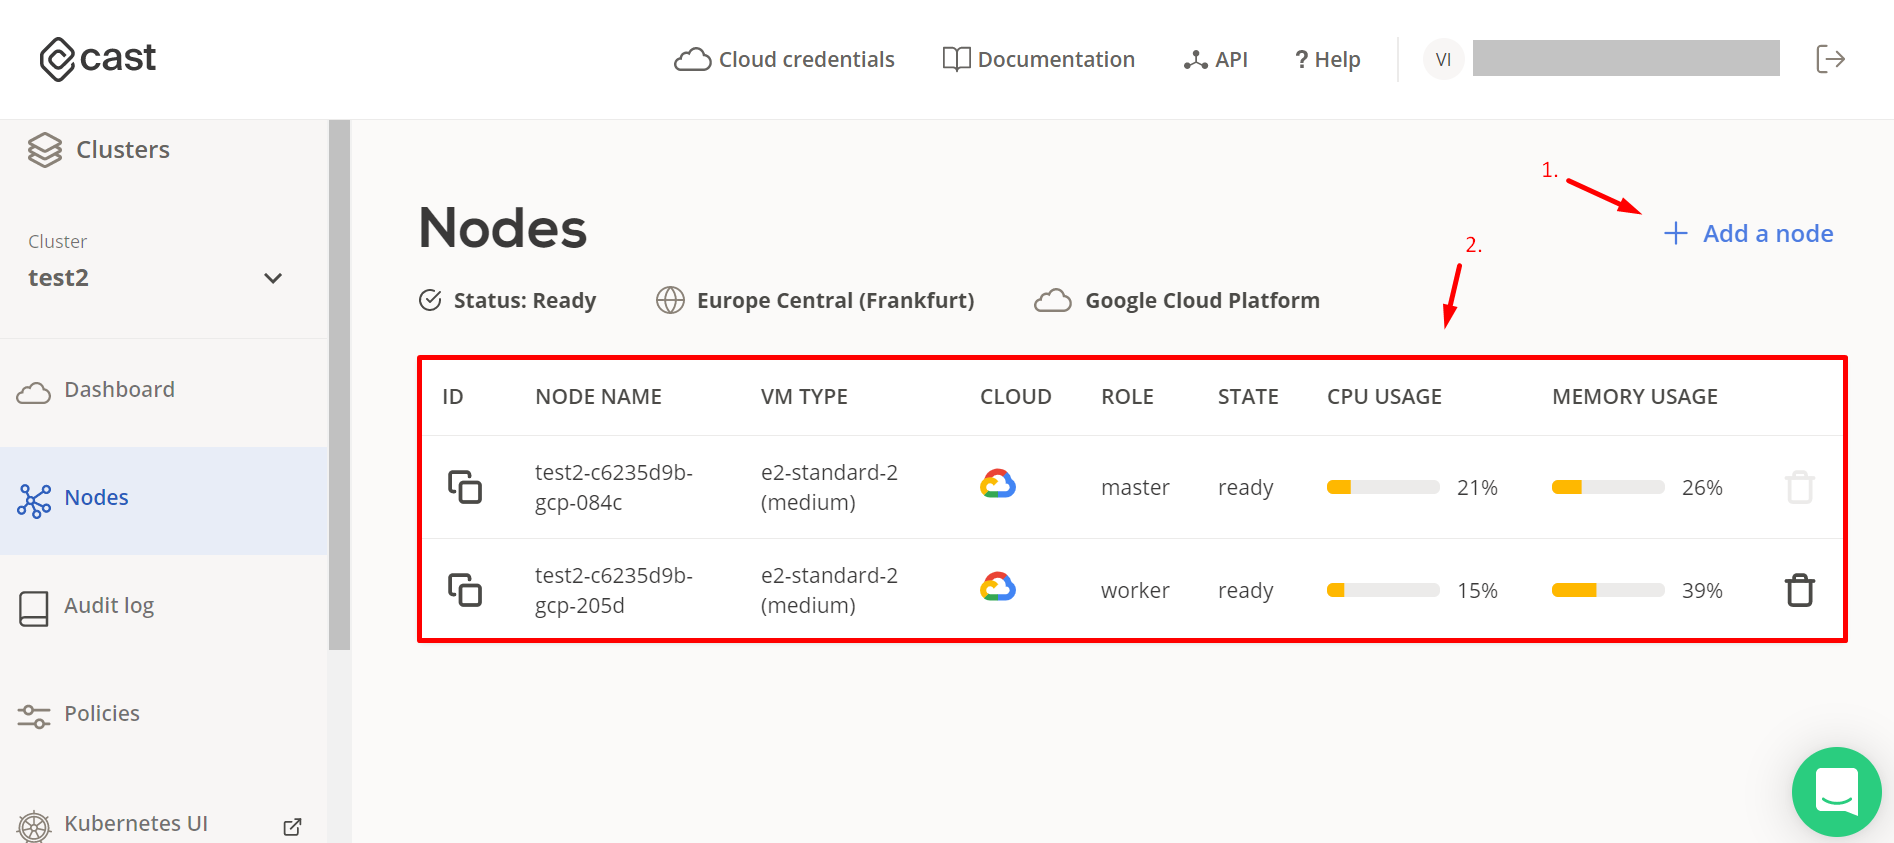 cast
Cloud credentials
Documentation
API
? Help
VI
Clusters
Cluster
test2
Dashboard
Nodes
Audit log
Policies
Kubernetes UI
1.
Nodes
+ Add a node
2.
Status: Ready
Europe Central (Frankfurt)
Google Cloud Platform
ID NODE NAME VM TYPE CLOUD ROLE STATE CPU USAGE MEMORY USAGE
test2-c6235d9b-
gcp-084c
e2-standard-2
(medium)
master
ready
21%
26%
test2-c6235d9b-
gcp-205d
e2-standard-2
(medium)
worker
ready
15%
39%